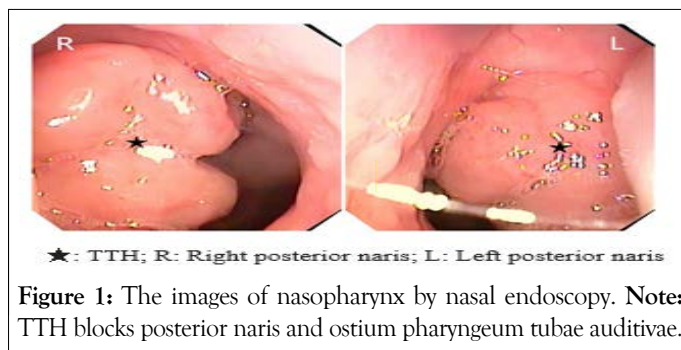 R L
★: TTH; R: Right posterior naris; L: Left posterior naris
Figure 1: The images of nasopharynx by nasal endoscopy. Note:
TTH blocks posterior naris and ostium pharyngeum tubae auditivae.